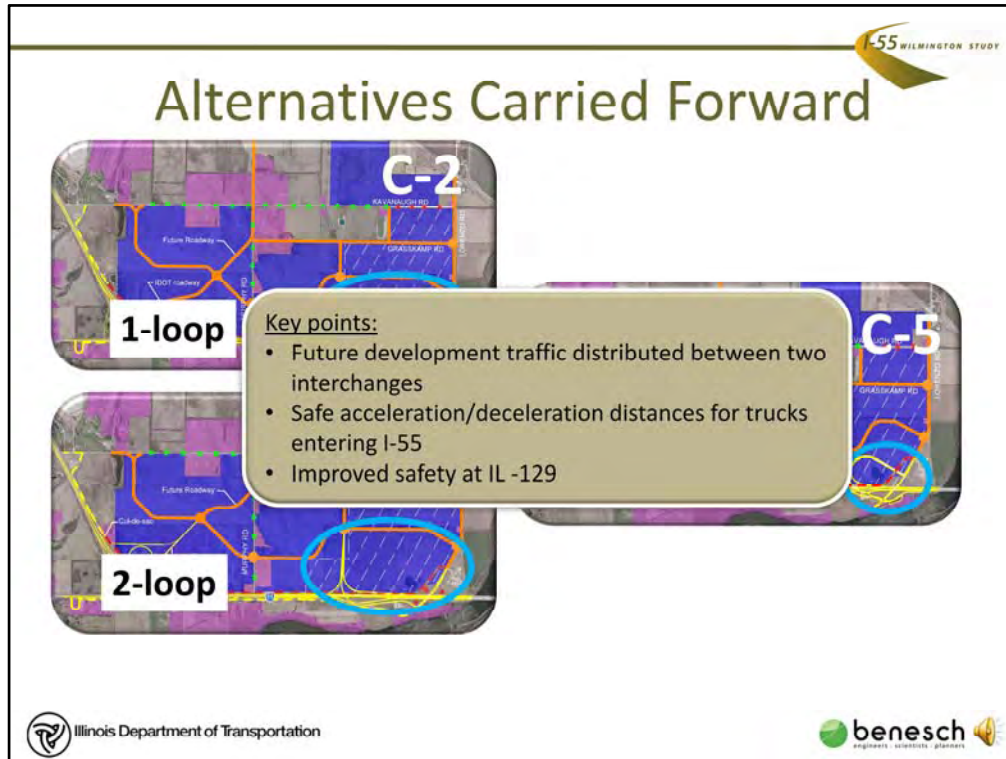 I-55 WILMINGTON STUDY
Alternatives Carried Forward
C-2
KAVANAUGH RD
GRASSKAMP RD
Future Roadway
IDOT roadway
1-loop
Key points:
• Future development traffic distributed between two
interchanges
• Safe acceleration/deceleration distances for trucks
entering I-55
• Improved safety at IL -129
C-5
GRASSKAMP RD
Future Roadway
Cul-de-sac
MURPHY RD
2-loop
Illinois Department of Transportation
benesch
engineers · scientists · planners